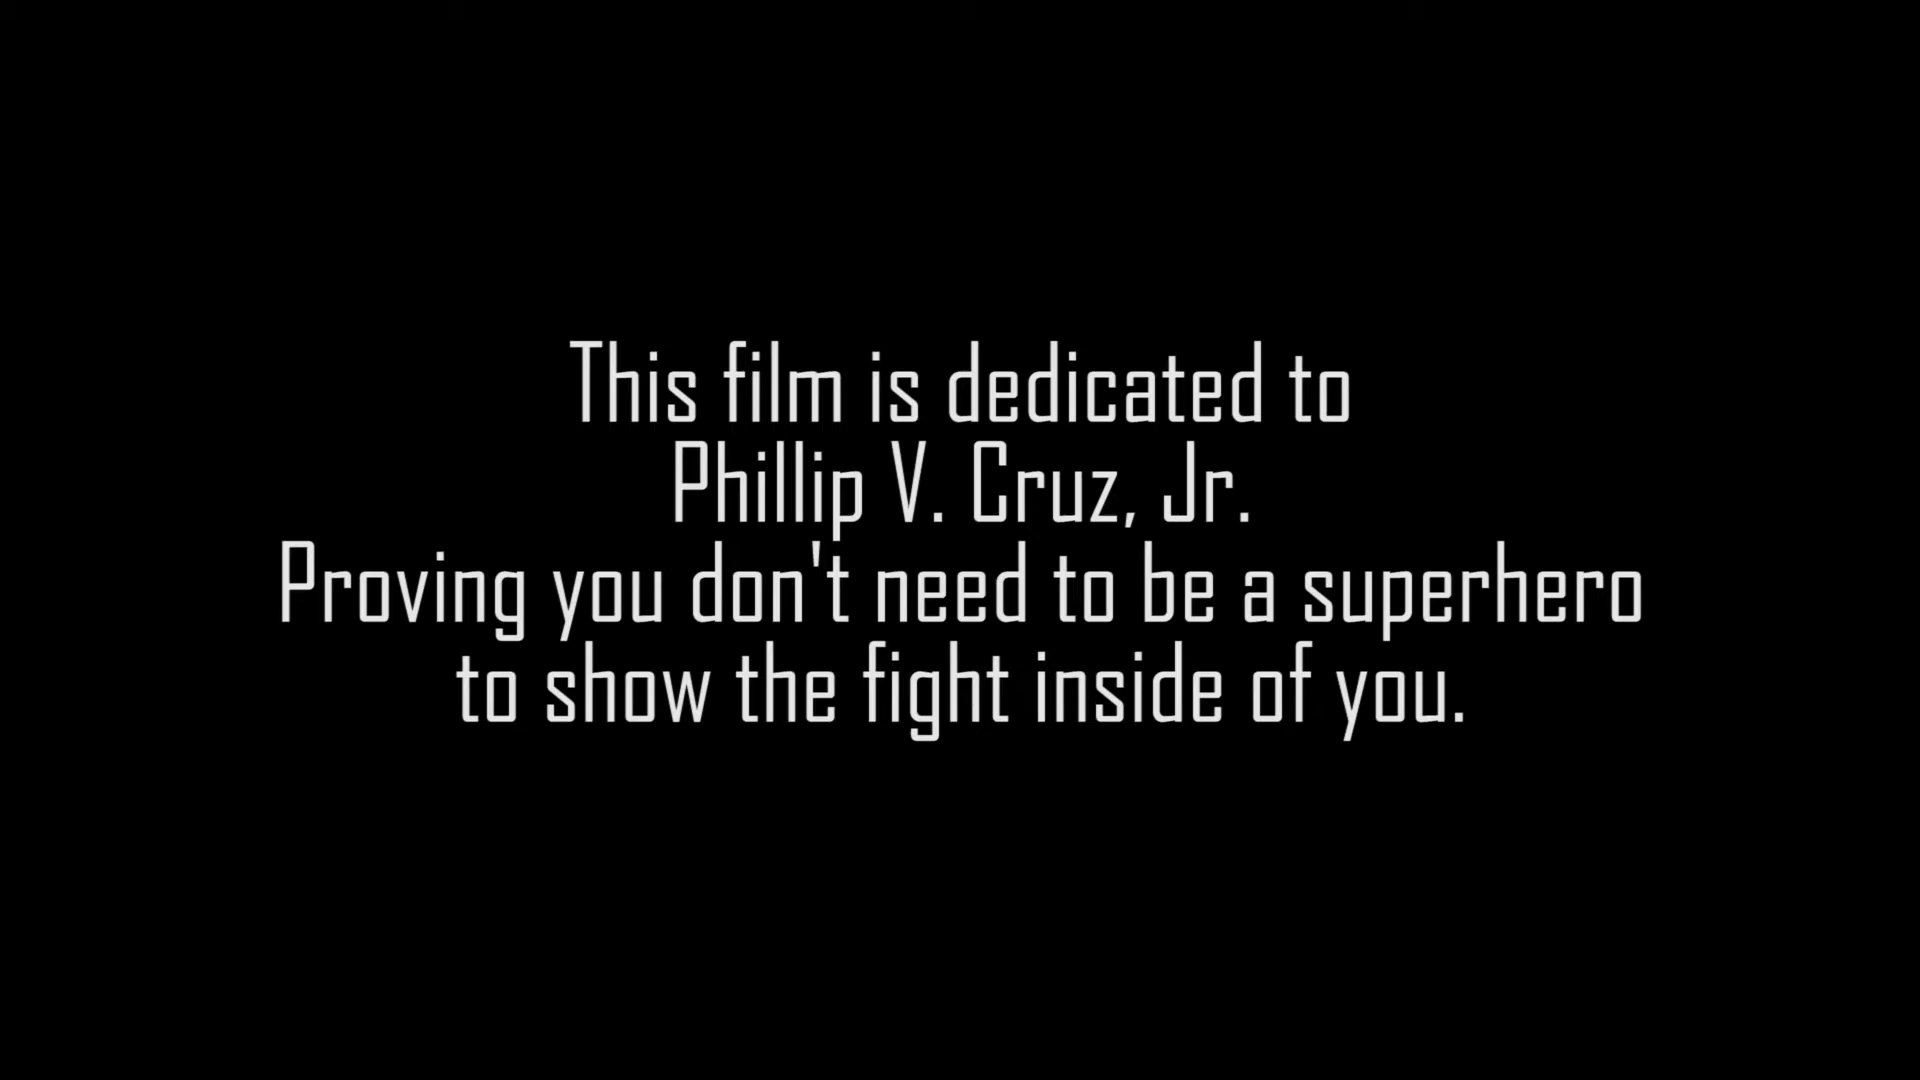 This film is dedicated to
Phillip V. Cruz, Jr.
Proving you don't need to be a superhero
to show the fight inside of you.